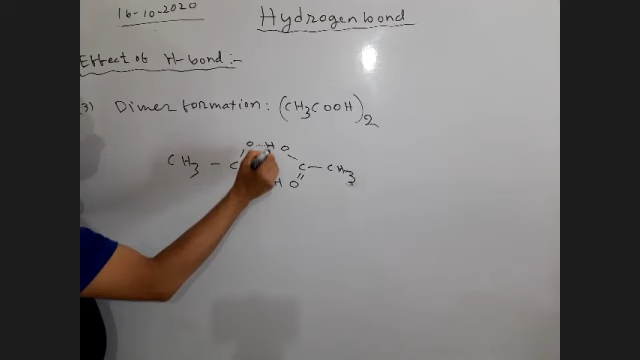 16-10-2020
Hydrogen bond
Effect of H-bond:-
(3) Dimer formation: (CH3COOH)2
O---H O
CH3 - C C - CH3
H O